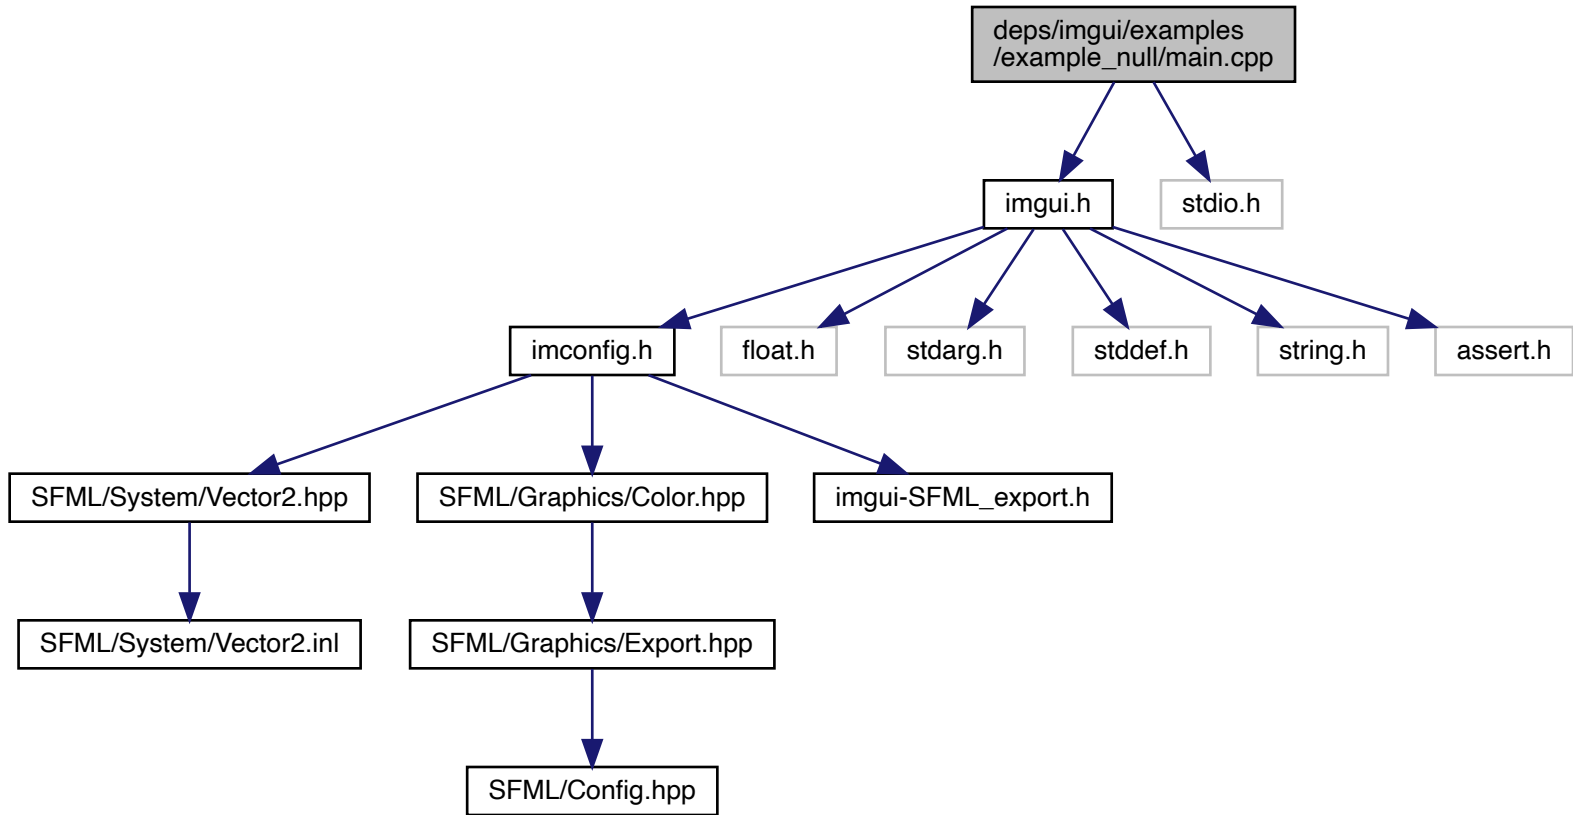 deps/imgui/examples
/example_null/main.cpp
imgui.h
stdio.h
imconfig.h
float.h
stdarg.h
stddef.h
string.h
assert.h
SFML/System/Vector2.hpp
SFML/Graphics/Color.hpp
imgui-SFML_export.h
SFML/System/Vector2.inl
SFML/Graphics/Export.hpp
SFML/Config.hpp